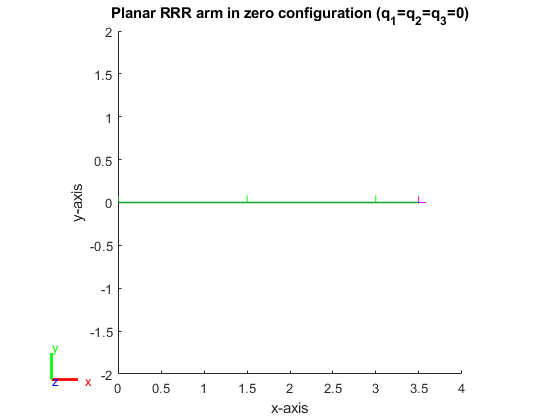 Planar RRR arm in zero configuration (q1=q2=q3=0)
2
1.5
1
0.5
0
-0.5
-1
-1.5
-2
y-axis
0 0.5 1 1.5 2 2.5 3 3.5 4
x-axis
y
z x